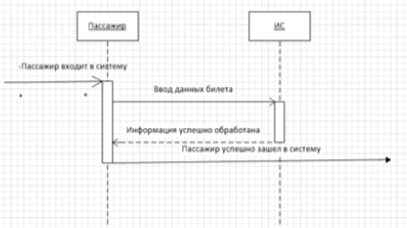 Пассажир
ИС
-Пассажир входит в систему
Ввод данных билета
Информация успешно обработана
Пассажир успешно зашел в систему